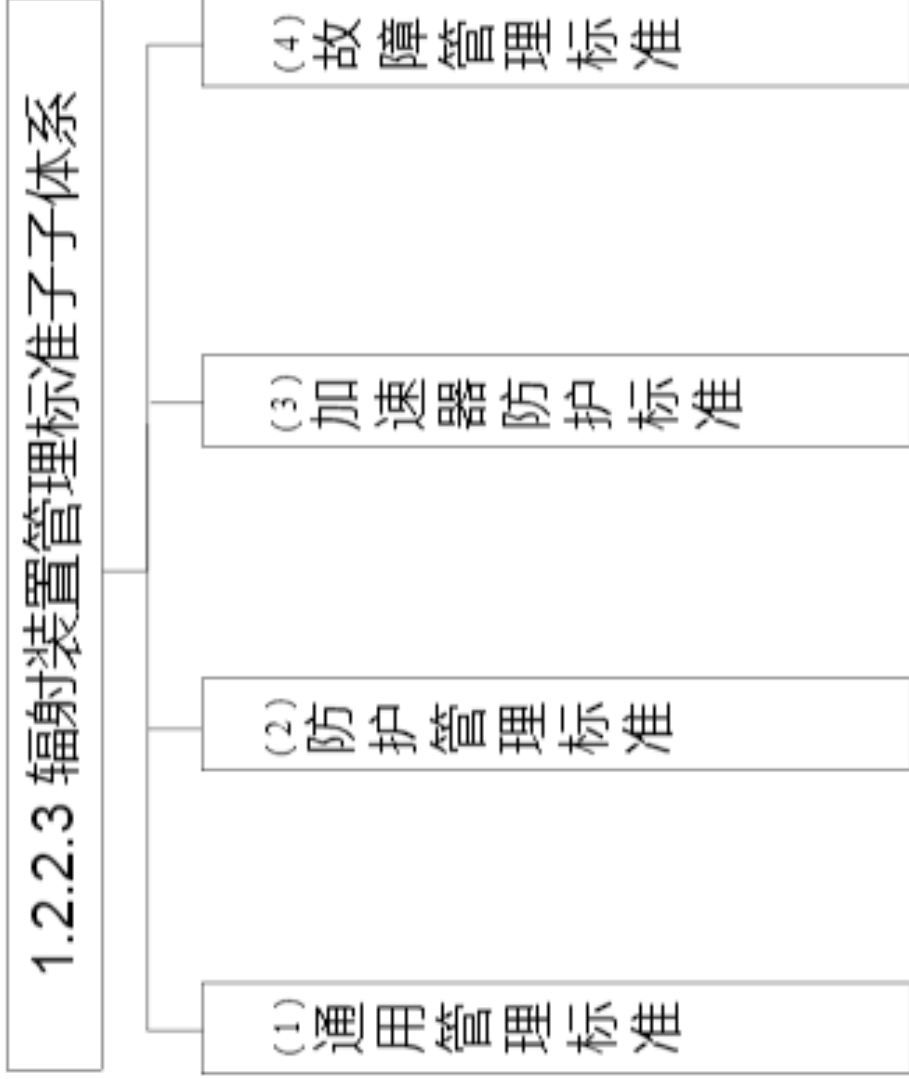 1.2.2.3 辐射装置管理标准子子体系
(1)通用管理标准
(2)防护管理标准
(3)加速器防护标准
(4)故障管理标准